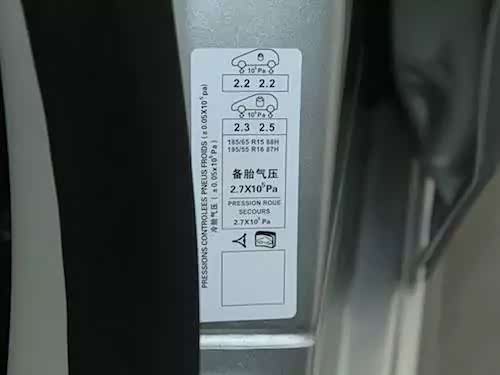 PRESSIONS CONTROLEES PNEUS FROIDS (±0.05X10⁵pa)
冷胎气压 (±0.05x10⁵Pa)
10⁵Pa
2.2 2.2
10⁵Pa
2.3 2.5
185/65 R15 88H
195/55 R16 87H
备胎气压
2.7X10⁵Pa
PRESSION ROUE
SECOURS
2.7X10⁵Pa